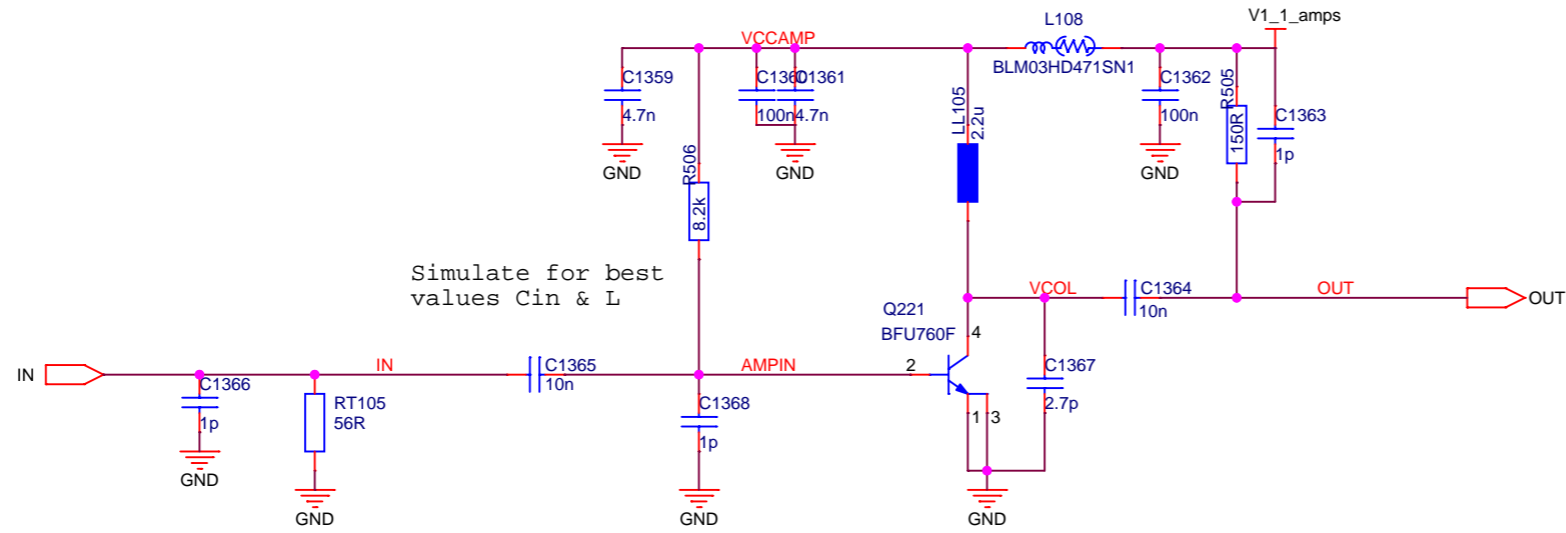 V1_1_amps
L108
VCCAMP
BLM03HD471SN1
C1359
4.7n
GND
C1360
100n
C1361
4.7n
GND
R506
8.2k
LL105
2.2u
C1362
100n
GND
R505
150R
C1363
1p
Simulate for best
values Cin & L
VCOL
C1364
10n
OUT
OUT
Q221
BFU760F
4
2
1
3
IN
IN
C1365
10n
AMPIN
C1366
1p
GND
RT105
56R
GND
C1368
1p
GND
C1367
2.7p
GND